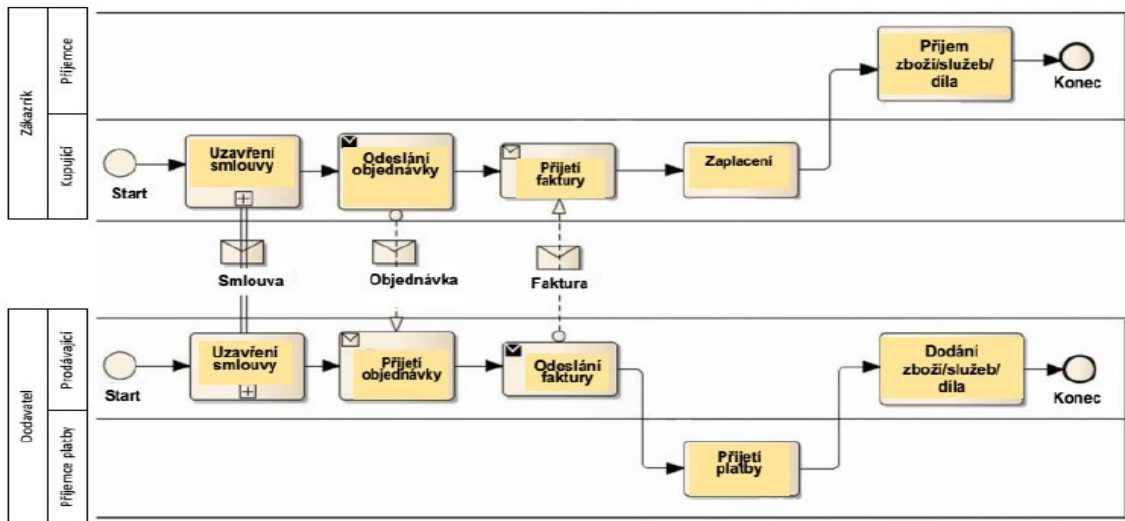 Zákazník
Příjemce
Příjem
zboží/služeb/
díla
Konec
Kupující
Start
Uzavření
smlouvy
Odeslání
objednávky
Přijetí
faktury
Zaplacení
Smlouva
Objednávka
Faktura
Dodavatel
Prodávající
Start
Uzavření
smlouvy
Přijetí
objednávky
Odeslání
faktury
Dodání
zboží/služeb/
díla
Konec
Příjemce platby
Přijetí
platby